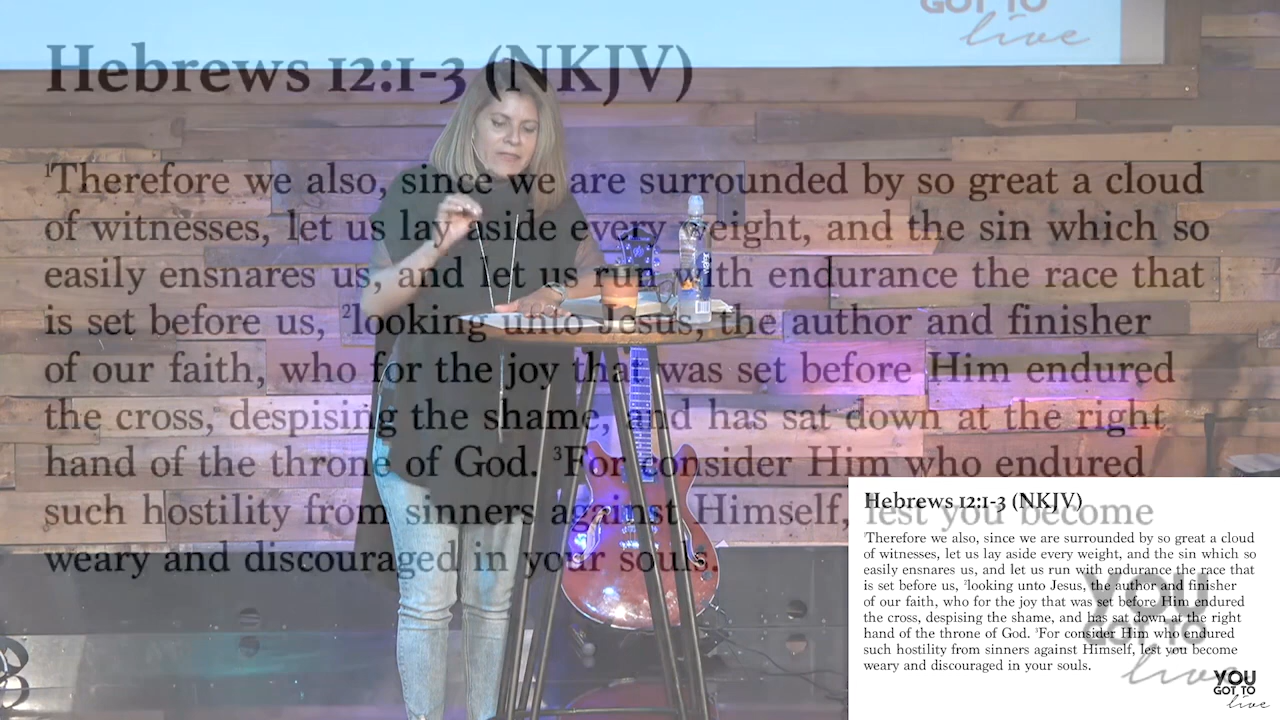 GOT TO
live
Hebrews 12:1-3 (NKJV)
¹Therefore we also, since we are surrounded by so great a cloud
of witnesses, let us lay aside every weight, and the sin which so
easily ensnares us, and let us run with endurance the race that
is set before us, ²looking unto Jesus, the author and finisher
of our faith, who for the joy that was set before Him endured
the cross, despising the shame, and has sat down at the right
hand of the throne of God. ³For consider Him who endured
such hostility from sinners against Himself, lest you become
weary and discouraged in your souls.
Hebrews 12:1-3 (NKJV)
Therefore we also, since we are surrounded by so great a cloud
of witnesses, let us lay aside every weight, and the sin which so
easily ensnares us, and let us run with endurance the race that
is set before us, ²looking unto Jesus, the author and finisher
of our faith, who for the joy that was set before Him endured
the cross, despising the shame, and has sat down at the right
hand of the throne of God. ³For consider Him who endured
such hostility from sinners against Himself, lest you become
weary and discouraged in your souls.
YOU
GOT TO
live
YOU
GOT TO
live